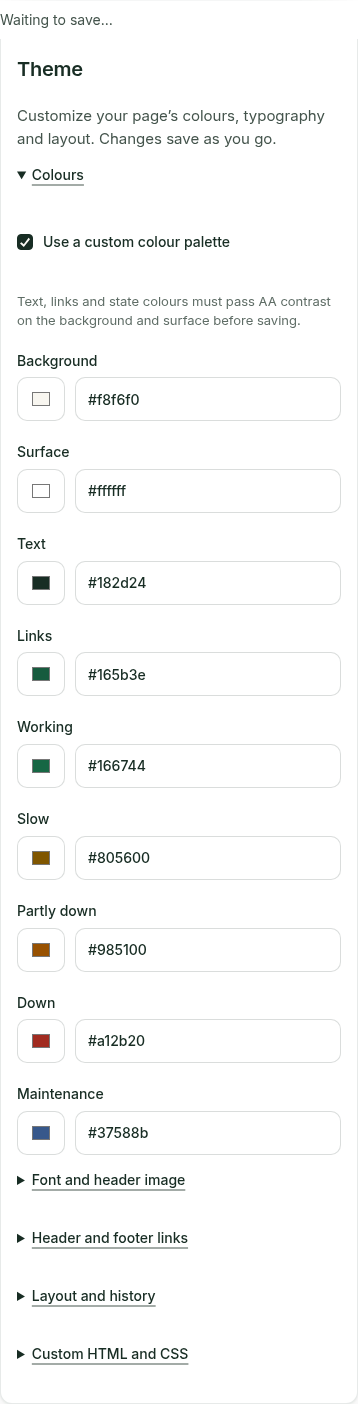 Waiting to save...
Theme
Customize your page's colours, typography
and layout. Changes save as you go.
Colours
Use a custom colour palette
Text, links and state colours must pass AA contrast
on the background and surface before saving.
Background
#f8f6f0
Surface
#ffffff
Text
#182d24
Links
#165b3e
Working
#166744
Slow
#805600
Partly down
#985100
Down
#a12b20
Maintenance
#37588b
Font and header image
Header and footer links
Layout and history
Custom HTML and CSS